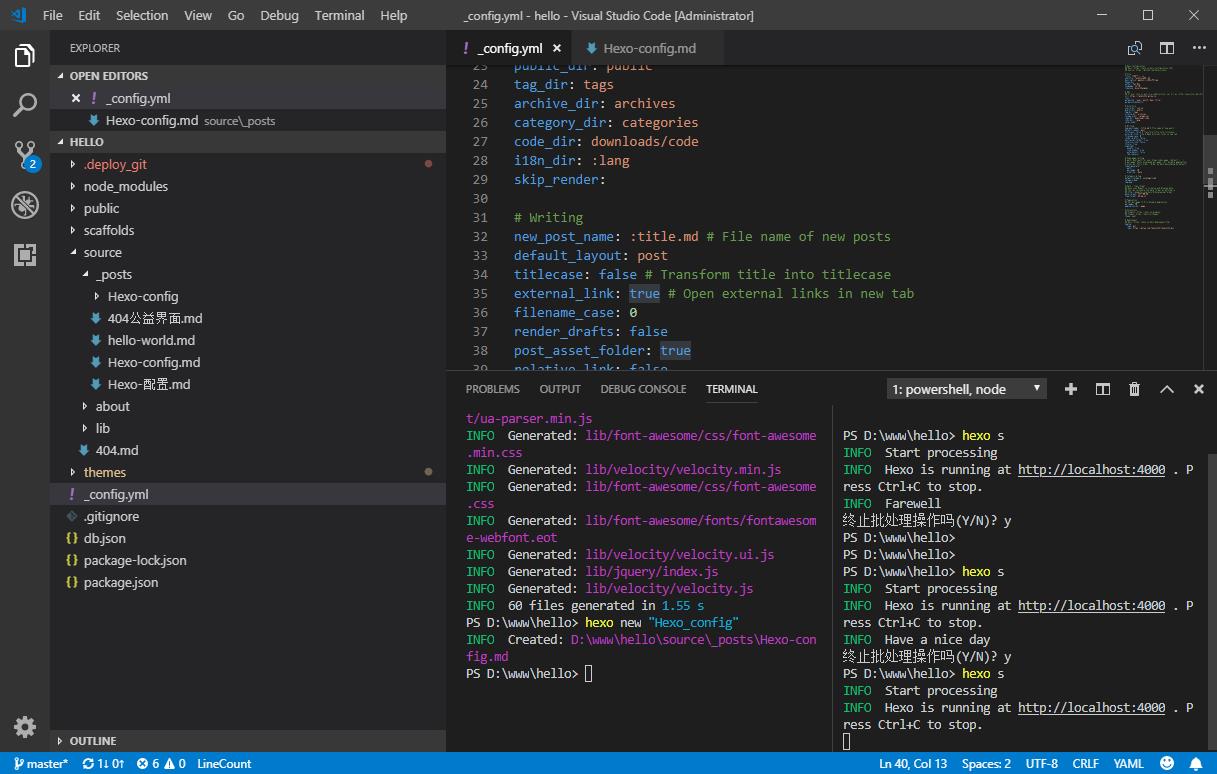 File Edit Selection View Go Debug Terminal Help _config.yml - hello - Visual Studio Code [Administrator]
EXPLORER
OPEN EDITORS
_config.yml
Hexo-config.md source\_posts
HELLO
.deploy_git
node_modules
public
scaffolds
source
_posts
Hexo-config
404公益界面.md
hello-world.md
Hexo-config.md
Hexo-配置.md
about
lib
404.md
themes
_config.yml
.gitignore
db.json
package-lock.json
package.json
OUTLINE
2
_config.yml
Hexo-config.md
23 public_dir: public
24 tag_dir: tags
25 archive_dir: archives
26 category_dir: categories
27 code_dir: downloads/code
28 i18n_dir: :lang
29 skip_render:
30
31 # Writing
32 new_post_name: :title.md # File name of new posts
33 default_layout: post
34 titlecase: false # Transform title into titlecase
35 external_link: true # Open external links in new tab
36 filename_case: 0
37 render_drafts: false
38 post_asset_folder: true
39 relative_link: false
PROBLEMS OUTPUT DEBUG CONSOLE TERMINAL 1: powershell, node
t/ua-parser.min.js
INFO Generated: lib/font-awesome/css/font-awesome
.min.css
INFO Generated: lib/velocity/velocity.min.js
INFO Generated: lib/font-awesome/css/font-awesome
.css
INFO Generated: lib/font-awesome/fonts/fontawesom
e-webfont.eot
INFO Generated: lib/velocity/velocity.ui.js
INFO Generated: lib/jquery/index.js
INFO Generated: lib/velocity/velocity.js
INFO 60 files generated in 1.55 s
PS D:\www\hello> hexo new "Hexo_config"
INFO Created: D:\www\hello\source\_posts\Hexo-con
fig.md
PS D:\www\hello>
PS D:\www\hello> hexo s
INFO Start processing
INFO Hexo is running at http://localhost:4000 . P
ress Ctrl+C to stop.
INFO Farewell
终止批处理操作吗(Y/N)? y
PS D:\www\hello>
PS D:\www\hello>
PS D:\www\hello> hexo s
INFO Start processing
INFO Hexo is running at http://localhost:4000 . P
ress Ctrl+C to stop.
INFO Have a nice day
终止批处理操作吗(Y/N)? y
PS D:\www\hello> hexo s
INFO Start processing
INFO Hexo is running at http://localhost:4000 . P
ress Ctrl+C to stop.
master* 1↓ 0↑ 6 0 LineCount Ln 40, Col 13 Spaces: 2 UTF-8 CRLF YAML